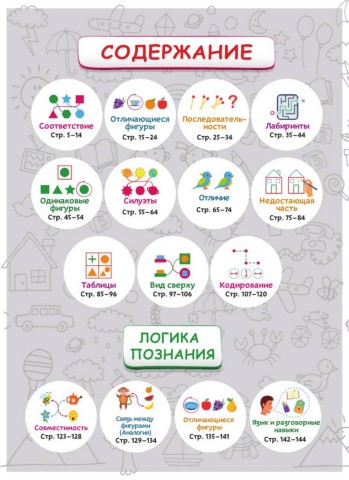 СОДЕРЖАНИЕ
Соответствие
Стр. 5–14
Отличающиеся
фигуры
Стр. 15–24
Последователь-
ности
Стр. 25–34
Лабиринты
Стр. 35–44
Одинаковые
фигуры
Стр. 45–54
Силуэты
Стр. 55–64
Отличие
Стр. 65–74
Недостающая
часть
Стр. 75–84
Таблицы
Стр. 85–96
Вид сверху
Стр. 97–106
Кодирование
Стр. 107–120
ЛОГИКА
ПОЗНАНИЯ
Совместимость
Стр. 123–128
Связь между
фигурами
(Аналогия)
Стр. 129–134
Отличающиеся
фигуры
Стр. 135–141
Язык и разговорные
навыки
Стр. 142–144